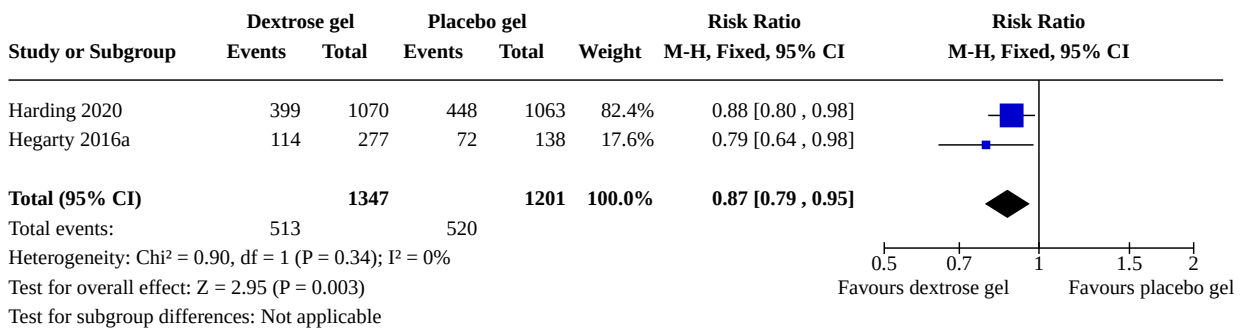 Dextrose gel Placebo gel Risk Ratio Risk Ratio
Study or Subgroup Events Total Events Total Weight M-H, Fixed, 95% CI M-H, Fixed, 95% CI
Harding 2020 399 1070 448 1063 82.4% 0.88 [0.80 , 0.98]
Hegarty 2016a 114 277 72 138 17.6% 0.79 [0.64 , 0.98]
Total (95% CI) 1347 1201 100.0% 0.87 [0.79 , 0.95]
Total events: 513 520
Heterogeneity: Chi² = 0.90, df = 1 (P = 0.34); I² = 0%
0.5 0.7 1 1.5 2
Test for overall effect: Z = 2.95 (P = 0.003) Favours dextrose gel Favours placebo gel
Test for subgroup differences: Not applicable